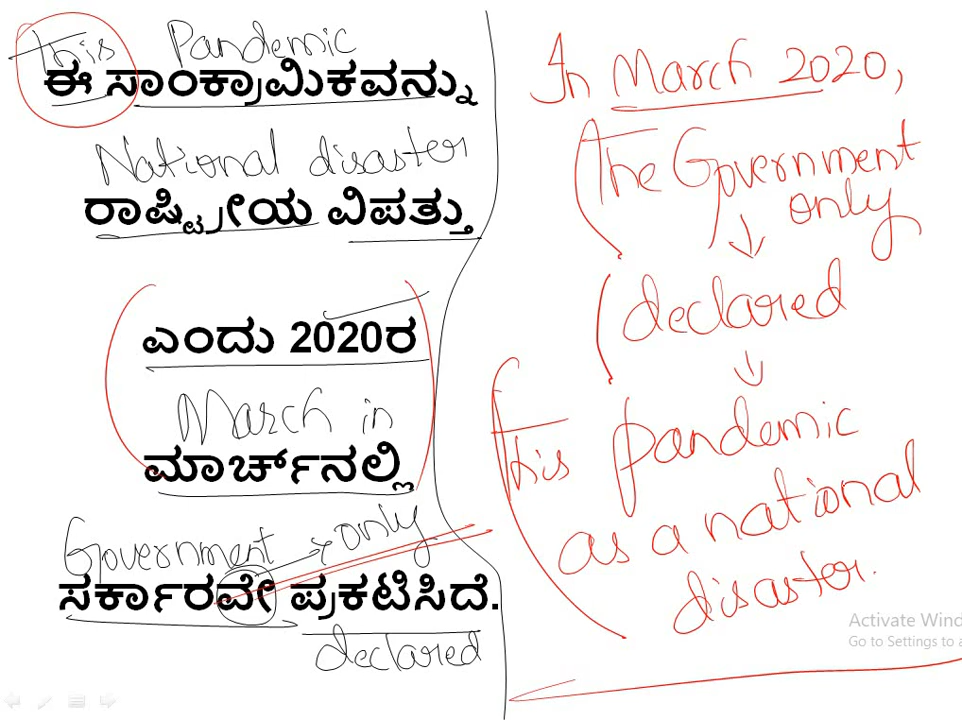 This Pandemic
ಈ ಸಾಂಕ್ರಾಮಿಕವನ್ನು
National disaster
ರಾಷ್ಟ್ರೀಯ ವಿಪತ್ತು
ಎಂದು 2020ರ
March in
ಮಾರ್ಚ್‌ನಲ್ಲಿ
Government + only
ಸರ್ಕಾರವೇ ಪ್ರಕಟಿಸಿದೆ.
declared
In March 2020,
The Government
only
declared
this pandemic
as a national
disaster.
Activate Wind
Go to Settings to a